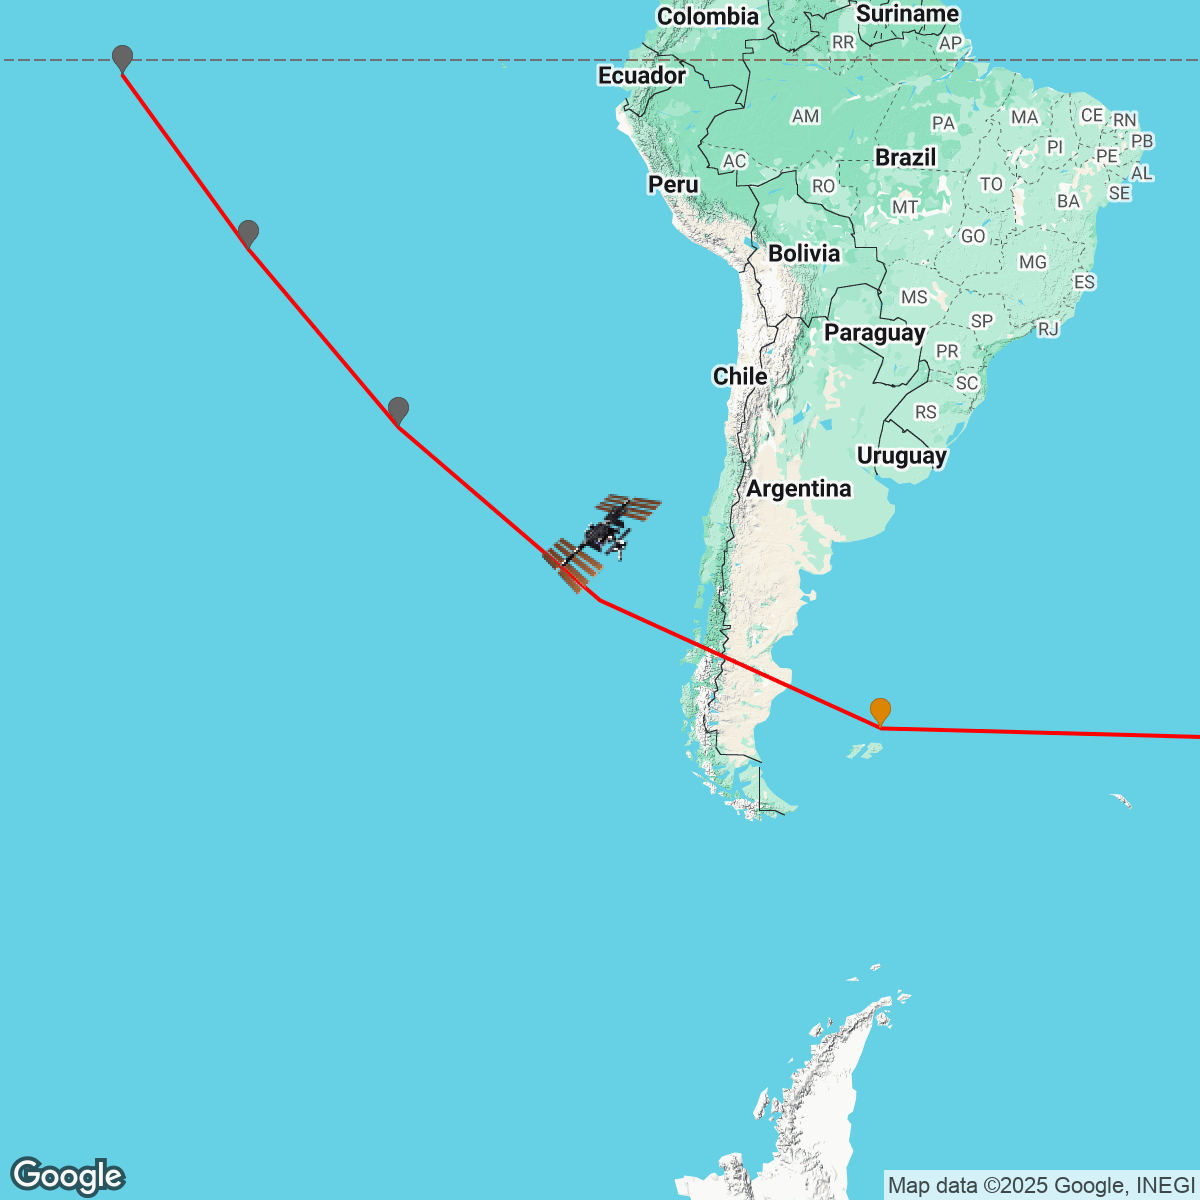 Colombia
Suriname
RR
AP
Ecuador
AM
PA
MA
CE
RN
PI
PB
PE
AC
Brazil
AL
Peru
RO
TO
SE
MT
BA
GO
Bolivia
MG
ES
MS
SP
RJ
Paraguay
PR
Chile
SC
RS
Uruguay
Argentina
Google
Map data ©2025 Google, INEGI